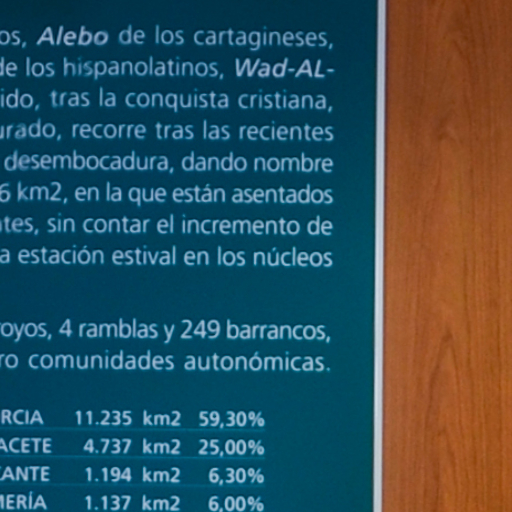 os, Alebo de los cartagineses,
de los hispanolatinos, Wad-AL-
ido, tras la conquista cristiana,
urado, recorre tras las recientes
desembocadura, dando nombre
6 km2, en la que están asentados
tes, sin contar el incremento de
a estación estival en los núcleos
oyos, 4 ramblas y 249 barrancos,
ro comunidades autonómicas.
RCIA 11.235 km2 59,30%
ACETE 4.737 km2 25,00%
ANTE 1.194 km2 6,30%
ERÍA 1.137 km2 6,00%